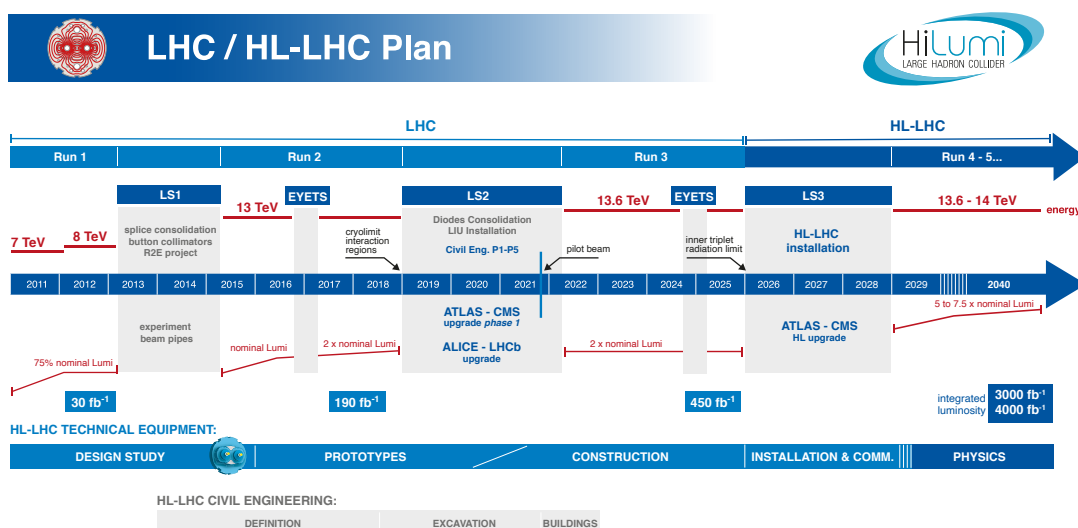 LHC / HL-LHC Plan
HiLumi
LARGE HADRON COLLIDER
LHC
HL-LHC
Run 1
Run 2
Run 3
Run 4 - 5...
LS1
EYETS
LS2
EYETS
LS3
7 TeV
8 TeV
13 TeV
13.6 TeV
13.6 - 14 TeV
energy
splice consolidation
button collimators
R2E project
cryolimit
interaction
regions
Diodes Consolidation
LIU Installation
Civil Eng. P1-P5
pilot beam
inner triplet
radiation limit
HL-LHC
installation
2011 2012 2013 2014 2015 2016 2017 2018 2019 2020 2021 2022 2023 2024 2025 2026 2027 2028 2029 2040
experiment
beam pipes
ATLAS - CMS
upgrade phase 1
ALICE - LHCb
upgrade
ATLAS - CMS
HL upgrade
5 to 7.5 x nominal Lumi
75% nominal Lumi
nominal Lumi
2 x nominal Lumi
2 x nominal Lumi
30 fb-1
190 fb-1
450 fb-1
integrated
luminosity
3000 fb-1
4000 fb-1
HL-LHC TECHNICAL EQUIPMENT:
DESIGN STUDY
PROTOTYPES
CONSTRUCTION
INSTALLATION & COMM.
PHYSICS
HL-LHC CIVIL ENGINEERING:
DEFINITION
EXCAVATION
BUILDINGS